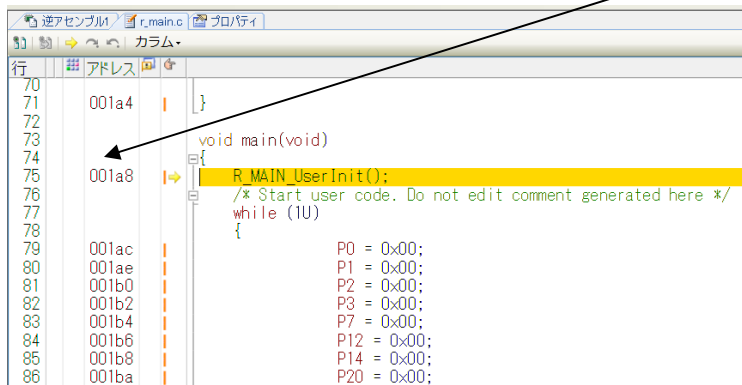 逆アセンブル1 r_main.c プロパティ
カラム
行 アドレス
70
71 001a4 }
72
73 void main(void)
74 {
75 001a8 R_MAIN_UserInit();
76 /* Start user code. Do not edit comment generated here */
77 while (1U)
78 {
79 001ac P0 = 0x00;
80 001ae P1 = 0x00;
81 001b0 P2 = 0x00;
82 001b2 P3 = 0x00;
83 001b4 P7 = 0x00;
84 001b6 P12 = 0x00;
85 001b8 P14 = 0x00;
86 001ba P20 = 0x00;